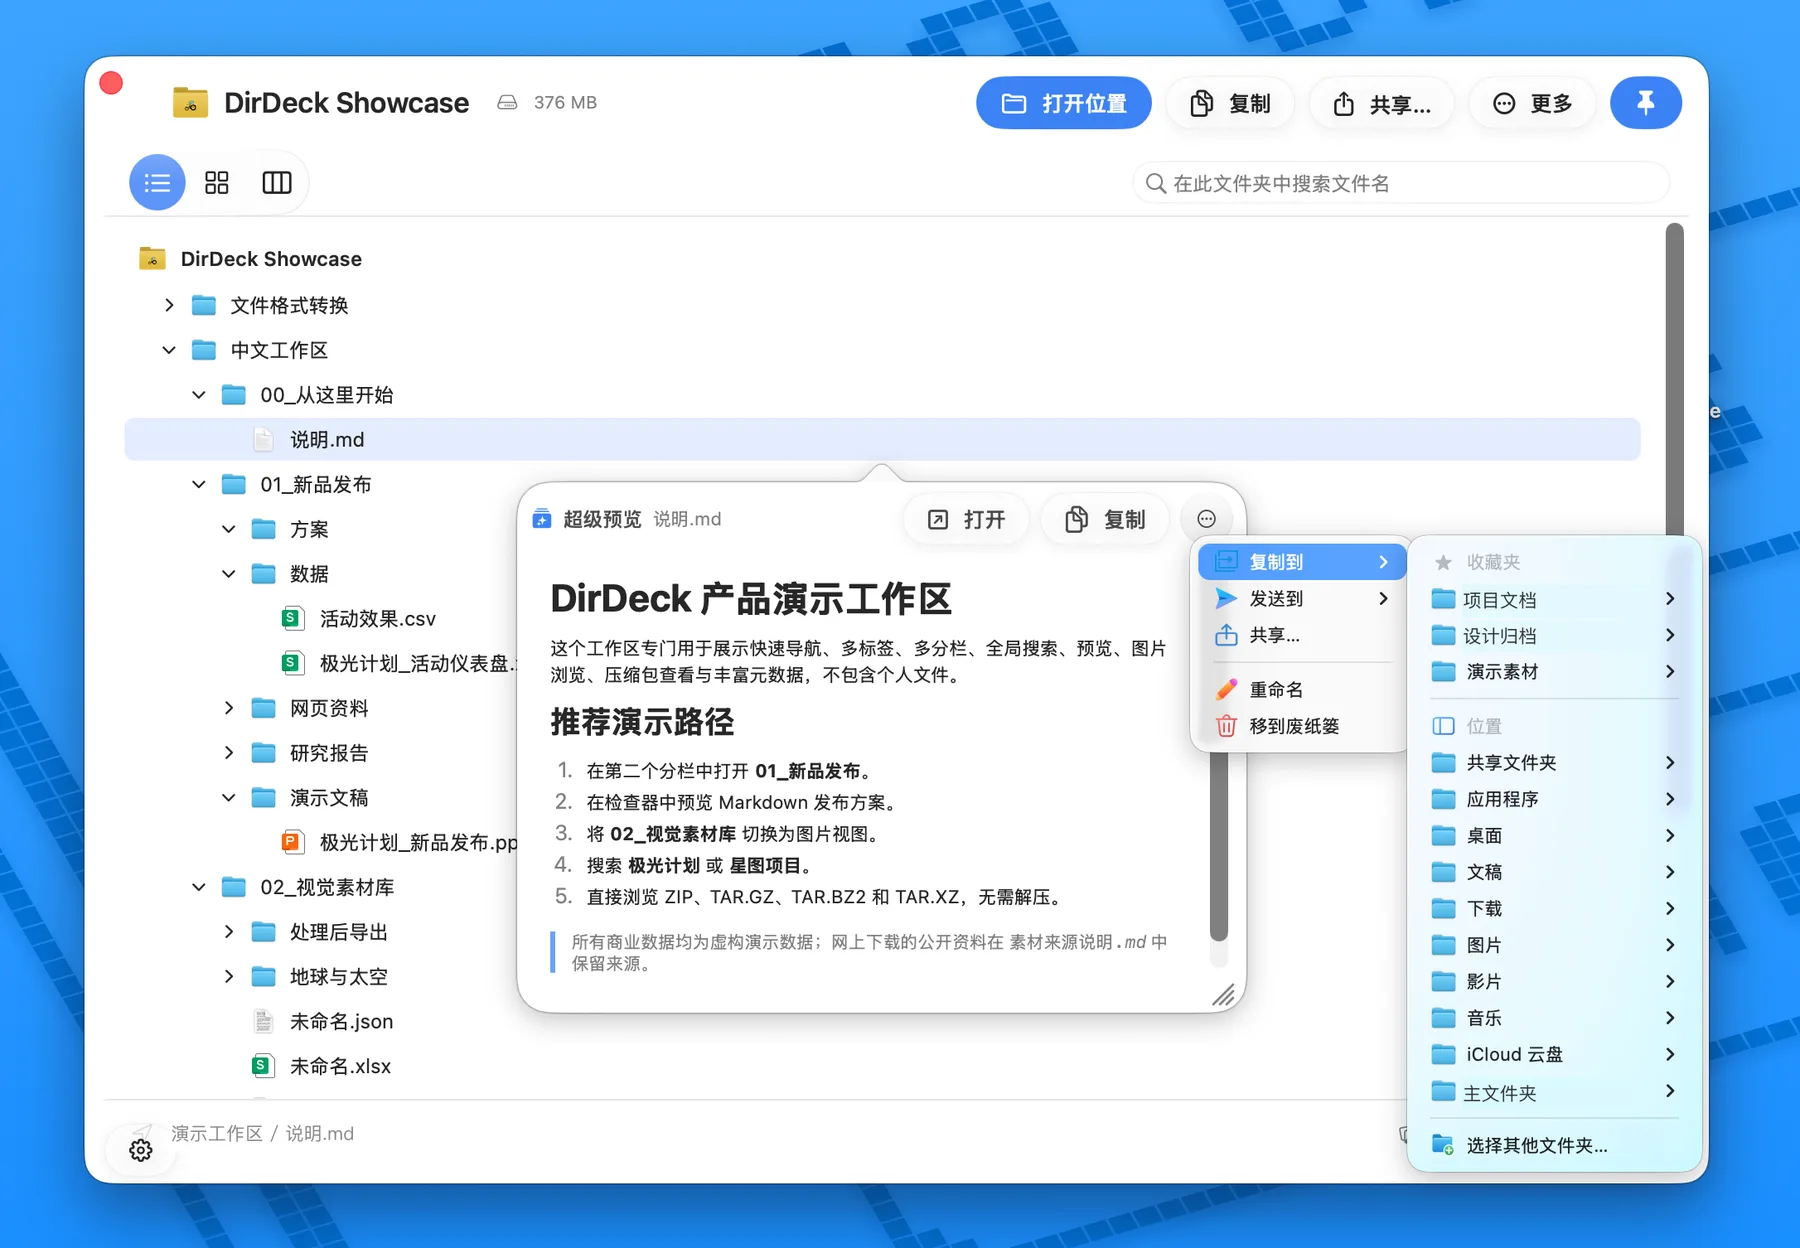 DirDeck Showcase
376 MB
打开位置
复制
共享...
更多
在此文件夹中搜索文件名
DirDeck Showcase
文件格式转换
中文工作区
00_从这里开始
说明.md
01_新品发布
方案
数据
活动效果.csv
极光计划_活动仪表盘.
网页资料
研究报告
演示文稿
极光计划_新品发布.pp
02_视觉素材库
处理后导出
地球与太空
未命名.json
未命名.xlsx
演示工作区 / 说明.md
超级预览 说明.md
打开
复制
DirDeck 产品演示工作区
这个工作区专门用于展示快速导航、多标签、多分栏、全局搜索、预览、图片
浏览、压缩包查看与丰富元数据，不包含个人文件。
推荐演示路径
1. 在第二个分栏中打开 01_新品发布。
2. 在检查器中预览 Markdown 发布方案。
3. 将 02_视觉素材库 切换为图片视图。
4. 搜索 极光计划 或 星图项目。
5. 直接浏览 ZIP、TAR.GZ、TAR.BZ2 和 TAR.XZ，无需解压。
所有商业数据均为虚构演示数据；网上下载的公开资料在 素材来源说明.md 中
保留来源。
复制到
发送到
共享...
重命名
移到废纸篓
收藏夹
项目文档
设计归档
演示素材
位置
共享文件夹
应用程序
桌面
文稿
下载
图片
影片
音乐
iCloud 云盘
主文件夹
选择其他文件夹...
e